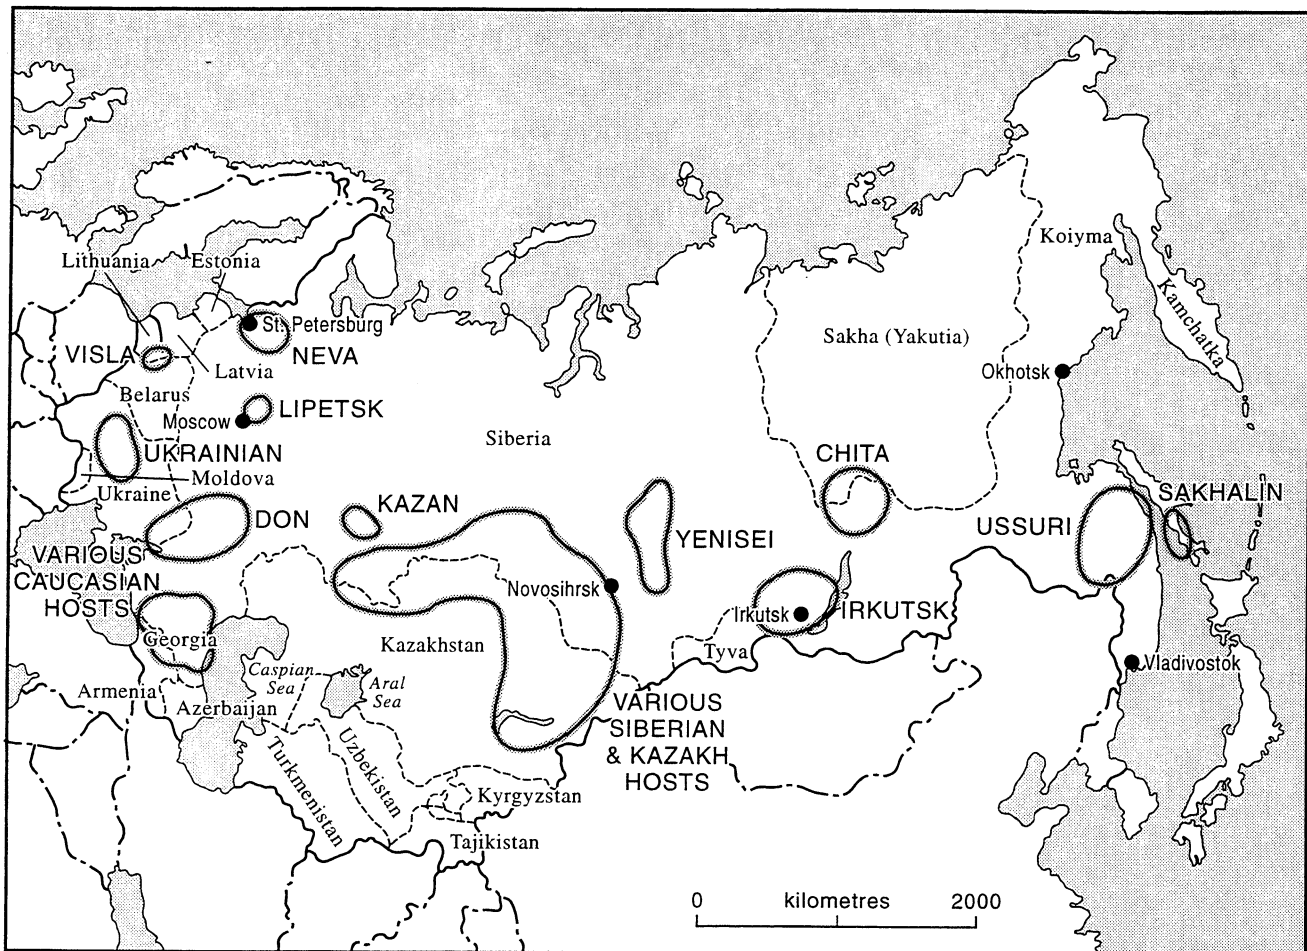 Koiyma
Kamchatka
Lithuania
Estonia
Sakha (Yakutia)
St. Petersburg
VISLA
NEVA
Latvia
Okhotsk
Belarus
LIPETSK
Moscow
Siberia
UKRAINIAN
CHITA
Moldova
Ukraine
SAKHALIN
KAZAN
DON
USSURI
YENISEI
VARIOUS
CAUCASIAN
HOSTS
Novosihrsk
Irkutsk
IRKUTSK
Georgia
Kazakhstan
Tyva
Vladivostok
Caspian
Sea
Aral
Sea
Armenia
Azerbaijan
VARIOUS
SIBERIAN
& KAZAKH
HOSTS
Turkmenistan
Uzbekistan
Kyrgyzstan
Tajikistan
0 kilometres 2000